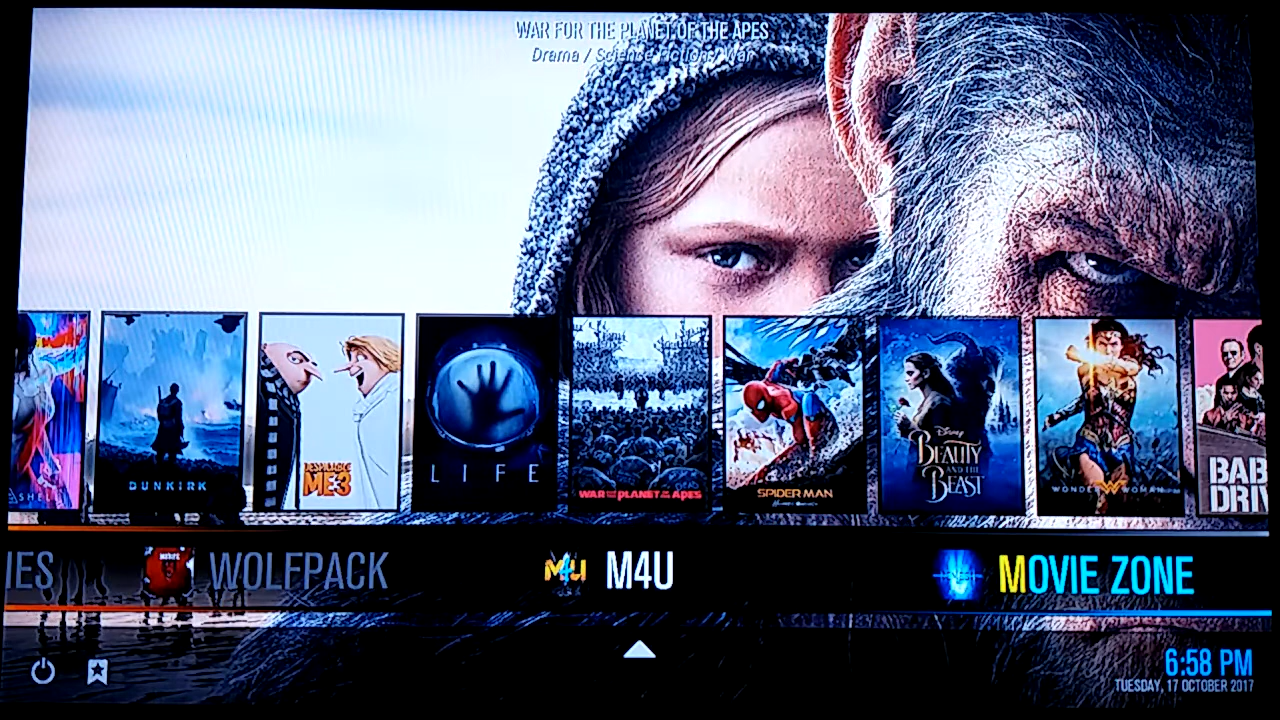 WAR FOR THE PLANET OF THE APES
Drama / Science Fiction / War
SHELL
DUNKIRK
DESPICABLE
ME3
LIFE
WAR FOR THE PLANET OF THE APES
SPIDER-MAN
Disney
BEAUTY
AND THE
BEAST
WONDER WOMAN
BAB
DRIV
IES
WOLFPACK
M4U
M4U
MOVIE ZONE
6:58 PM
TUESDAY, 17 OCTOBER 2017